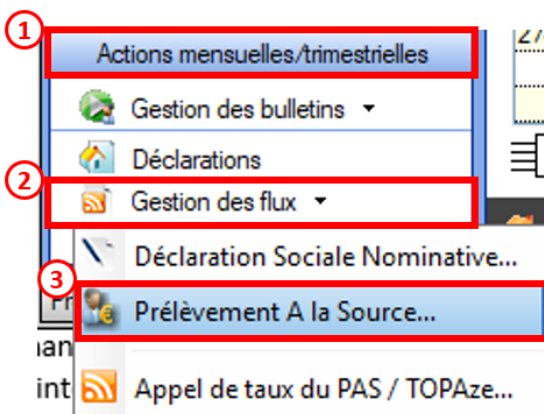 1
Actions mensuelles/trimestrielles
Gestion des bulletins
Déclarations
2
Gestion des flux
Déclaration Sociale Nominative...
3
Prélèvement A la Source...
Appel de taux du PAS / TOPAze...